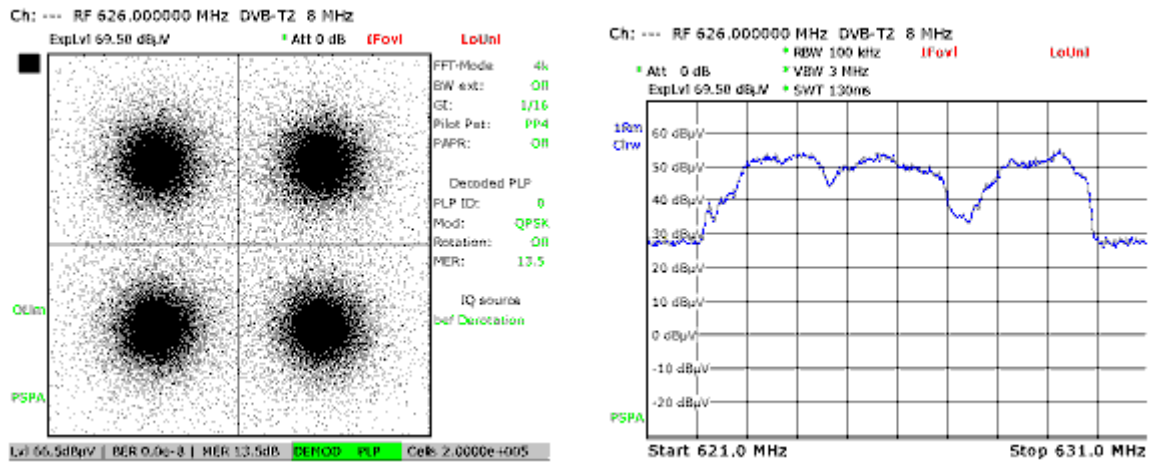 Ch: --- RF 626.000000 MHz DVB-T2 8 MHz
ExpLvl 69.50 dBµV * Att 0 dB [Fov] LoUnl
FFT-Mode 4k
BW ext: Off
GI: 1/16
Pilot Pat: PP4
PAPR: Off
Decoded PLP
PLP ID: 0
Mod: QPSK
Rotation: Off
MER: 13.5
IQ source
bef Derotation
PSPA
Lvl 66.5dBµV | BER 0.0e-8 | MER 13.5dB DEMOD PLP Cells 2.0000e+005
Ch: --- RF 626.000000 MHz DVB-T2 8 MHz
* RBW 100 kHz [Fov] LoUnl
* Att 0 dB * VBW 3 MHz
ExpLvl 69.50 dBµV * SWT 130ms
1Rm
Clrw
60 dBµV
50 dBµV
40 dBµV
30 dBµV
20 dBµV
10 dBµV
0 dBµV
-10 dBµV
-20 dBµV
PSPA
Start 621.0 MHz Stop 631.0 MHz